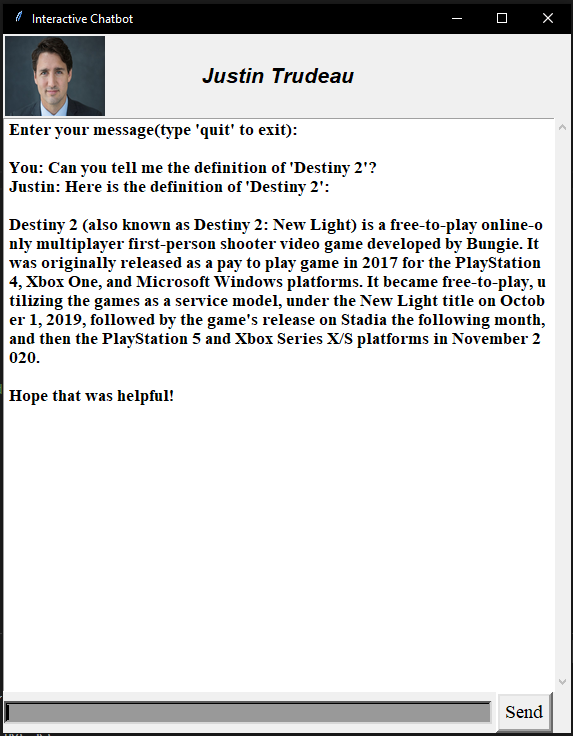 Interactive Chatbot
Justin Trudeau
Enter your message(type 'quit' to exit):
You: Can you tell me the definition of 'Destiny 2'?
Justin: Here is the definition of 'Destiny 2':
Destiny 2 (also known as Destiny 2: New Light) is a free-to-play online-o
nly multiplayer first-person shooter video game developed by Bungie. It
was originally released as a pay to play game in 2017 for the PlayStation
4, Xbox One, and Microsoft Windows platforms. It became free-to-play, u
tilizing the games as a service model, under the New Light title on Octob
er 1, 2019, followed by the game's release on Stadia the following month,
and then the PlayStation 5 and Xbox Series X/S platforms in November 2
020.
Hope that was helpful!
Send